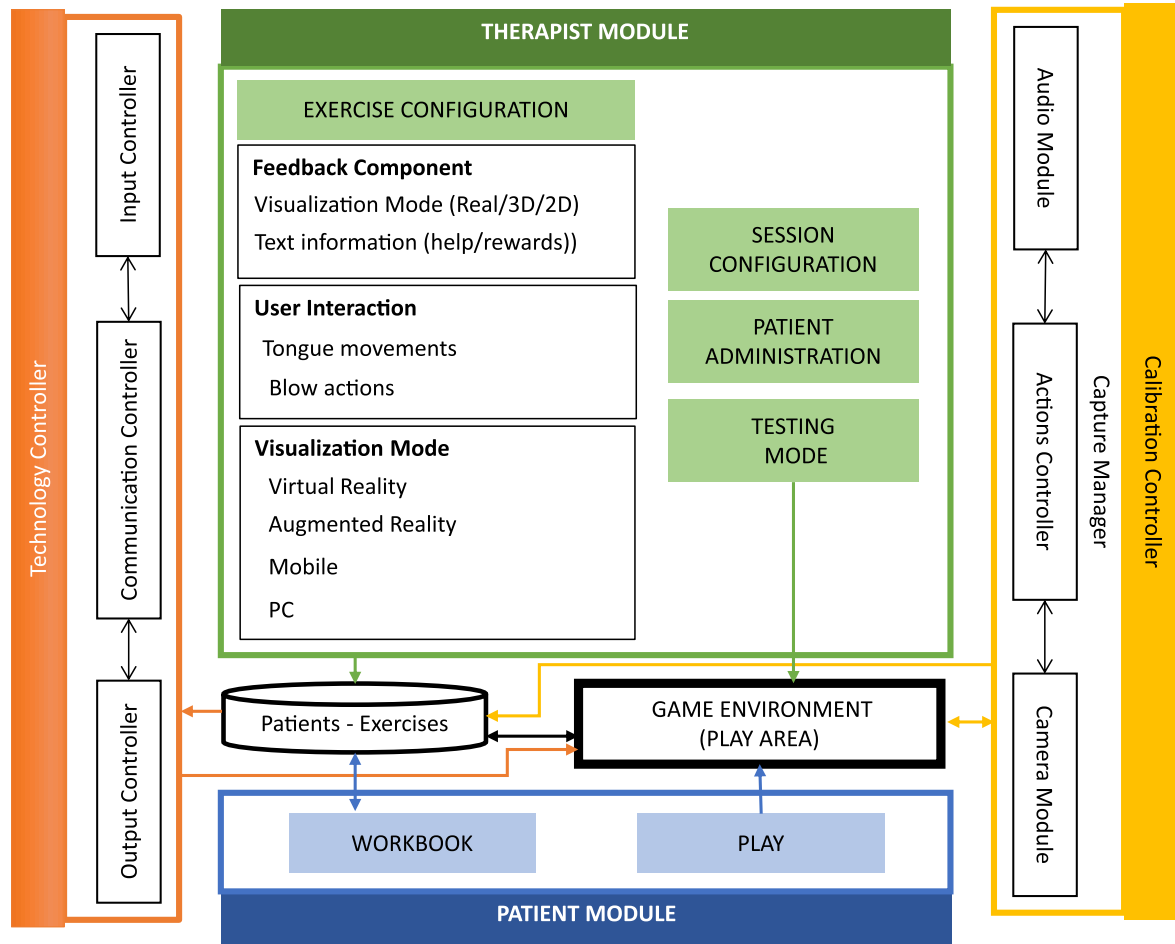 Technology Controller
Input Controller
Communication Controller
Output Controller
THERAPIST MODULE
EXERCISE CONFIGURATION
Feedback Component
Visualization Mode (Real/3D/2D)
Text information (help/rewards))
User Interaction
Tongue movements
Blow actions
Visualization Mode
Virtual Reality
Augmented Reality
Mobile
PC
SESSION
CONFIGURATION
PATIENT
ADMINISTRATION
TESTING
MODE
Patients - Exercises
GAME ENVIRONMENT
(PLAY AREA)
WORKBOOK
PLAY
PATIENT MODULE
Audio Module
Actions Controller
Camera Module
Capture Manager
Calibration Controller